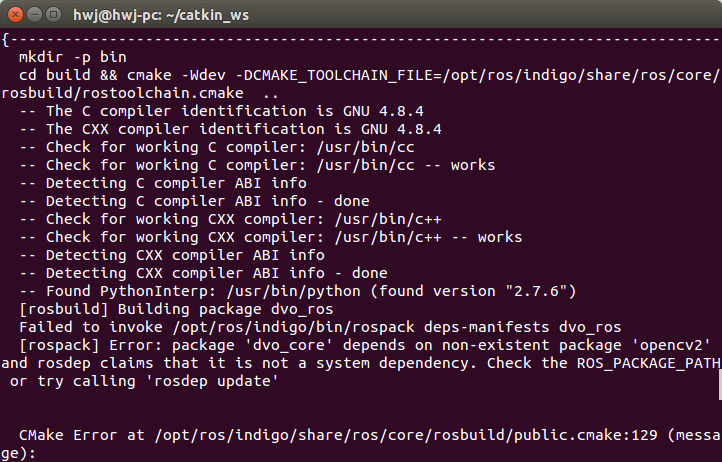 hwj@hwj-pc: ~/catkin_ws
{-------------------------------------------------------------------------------
  mkdir -p bin
  cd build && cmake -Wdev -DCMAKE_TOOLCHAIN_FILE=/opt/ros/indigo/share/ros/core/
rosbuild/rostoolchain.cmake  ..
  -- The C compiler identification is GNU 4.8.4
  -- The CXX compiler identification is GNU 4.8.4
  -- Check for working C compiler: /usr/bin/cc
  -- Check for working C compiler: /usr/bin/cc -- works
  -- Detecting C compiler ABI info
  -- Detecting C compiler ABI info - done
  -- Check for working CXX compiler: /usr/bin/c++
  -- Check for working CXX compiler: /usr/bin/c++ -- works
  -- Detecting CXX compiler ABI info
  -- Detecting CXX compiler ABI info - done
  -- Found PythonInterp: /usr/bin/python (found version "2.7.6")
  [rosbuild] Building package dvo_ros
  Failed to invoke /opt/ros/indigo/bin/rospack deps-manifests dvo_ros
  [rospack] Error: package 'dvo_core' depends on non-existent package 'opencv2'
and rosdep claims that it is not a system dependency. Check the ROS_PACKAGE_PATH
 or try calling 'rosdep update'
  CMake Error at /opt/ros/indigo/share/ros/core/rosbuild/public.cmake:129 (messa
ge):